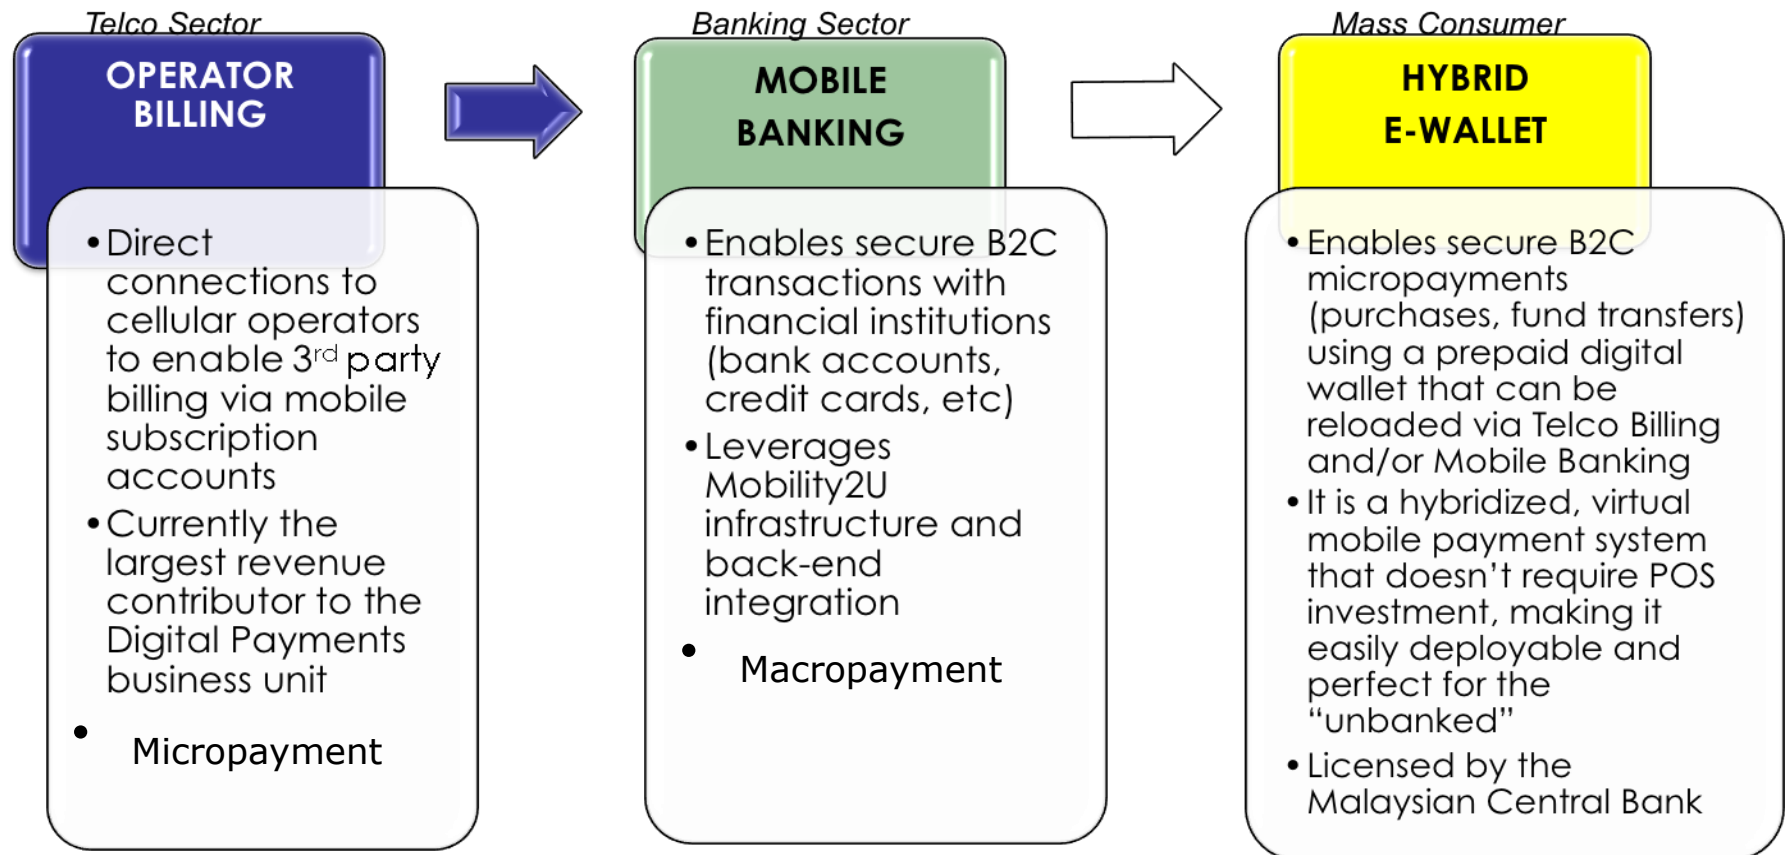 Telco Sector
OPERATOR
BILLING
•Direct
connections to
cellular operators
to enable 3rd party
billing via mobile
subscription
accounts
•Currently the
largest revenue
contributor to the
Digital Payments
business unit
• Micropayment
Banking Sector
MOBILE
BANKING
•Enables secure B2C
transactions with
financial institutions
(bank accounts,
credit cards, etc)
•Leverages
Mobility2U
infrastructure and
back-end
integration
• Macropayment
Mass Consumer
HYBRID
E-WALLET
•Enables secure B2C
micropayments
(purchases, fund transfers)
using a prepaid digital
wallet that can be
reloaded via Telco Billing
and/or Mobile Banking
•It is a hybridized, virtual
mobile payment system
that doesn’t require POS
investment, making it
easily deployable and
perfect for the
“unbanked”
•Licensed by the
Malaysian Central Bank